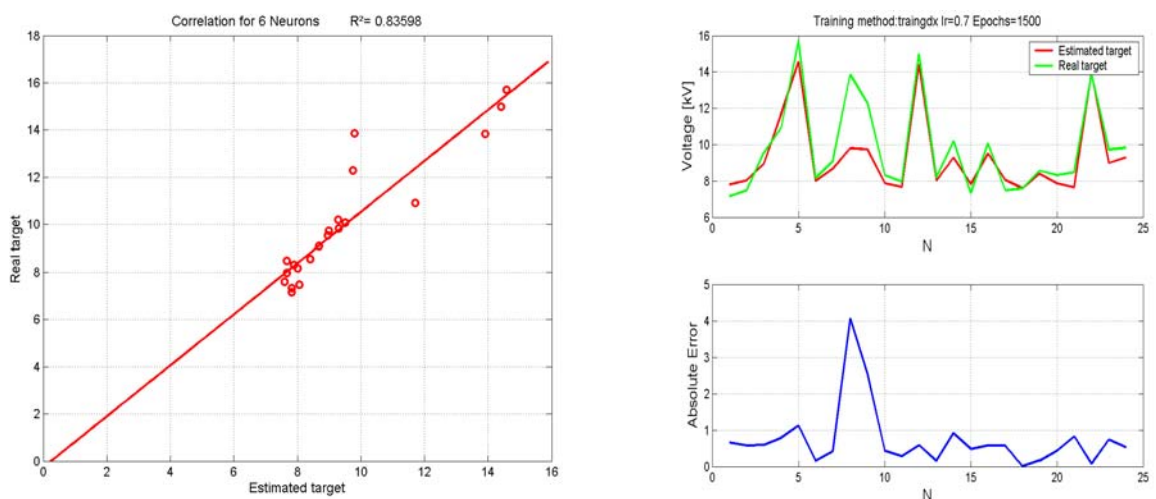 Correlation for 6 Neurons R²= 0.83598
Real target
18
16
14
12
10
8
6
4
2
0
0 2 4 6 8 10 12 14 16
Estimated target
Training method:traingdx lr=0.7 Epochs=1500
Voltage [kV]
16
14
12
10
8
6
Estimated target
Real target
0 5 10 15 20 25
N
Absolute Error
5
4
3
2
1
0
0 5 10 15 20 25
N